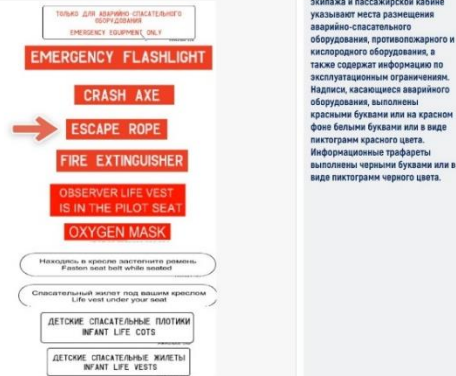 ТОЛЬКО ДЛЯ АВАРИЙНО-СПАСАТЕЛЬНОГО
ОБОРУДОВАНИЯ
EMERGENCY EQUIPMENT ONLY
EMERGENCY FLASHLIGHT
CRASH AXE
ESCAPE ROPE
FIRE EXTINGUISHER
OBSERVER LIFE VEST
IS IN THE PILOT SEAT
OXYGEN MASK
Находясь в кресле застегните ремень
Fasten seat belt while seated
Спасательный жилет под вашим креслом
Life vest under your seat
ДЕТСКИЕ СПАСАТЕЛЬНЫЕ ПЛОТИКИ
INFANT LIFE COTS
ДЕТСКИЕ СПАСАТЕЛЬНЫЕ ЖИЛЕТЫ
INFANT LIFE VESTS
экипажа и пассажирской кабине
указывают места размещения
аварийно-спасательного
оборудования, противопожарного и
кислородного оборудования, а
также содержат информацию по
эксплуатационным ограничениям.
Надписи, касающиеся аварийного
оборудования, выполнены
красными буквами или на красном
фоне белыми буквами или в виде
пиктограмм красного цвета.
Информационные трафареты
выполнены черными буквами или в
виде пиктограмм черного цвета.